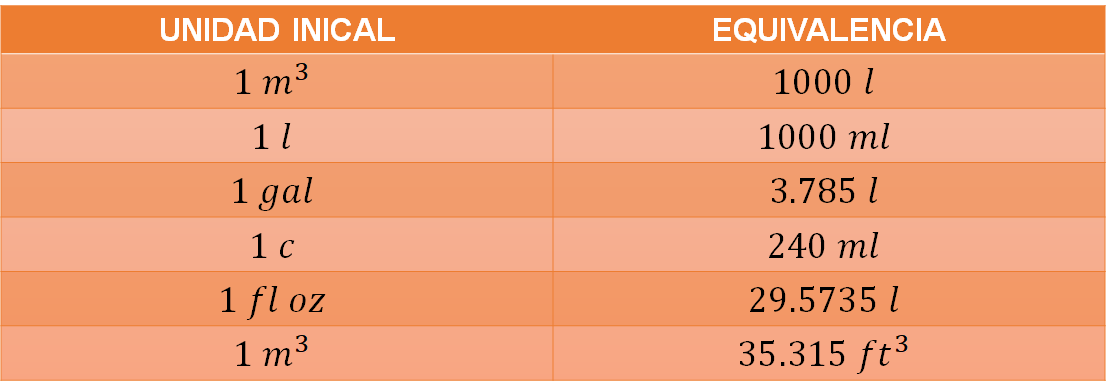 UNIDAD INICAL EQUIVALENCIA
1 m³ 1000 l
1 l 1000 ml
1 gal 3.785 l
1 c 240 ml
1 fl oz 29.5735 l
1 m³ 35.315 ft³